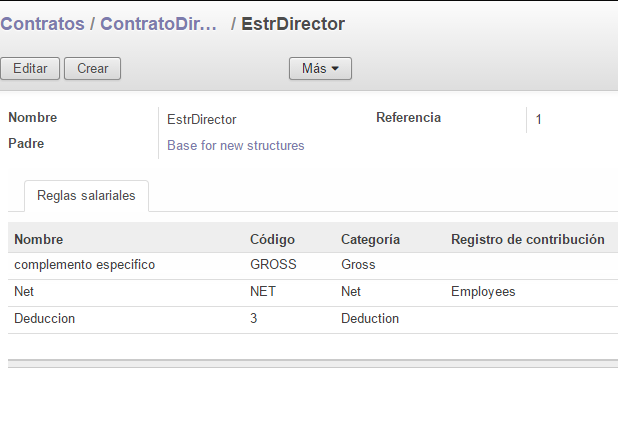 Contratos / ContratoDir... / EstrDirector
Editar Crear Más
Nombre EstrDirector Referencia 1
Padre Base for new structures
Reglas salariales
Nombre Código Categoría Registro de contribución
complemento especifico GROSS Gross
Net NET Net Employees
Deduccion 3 Deduction